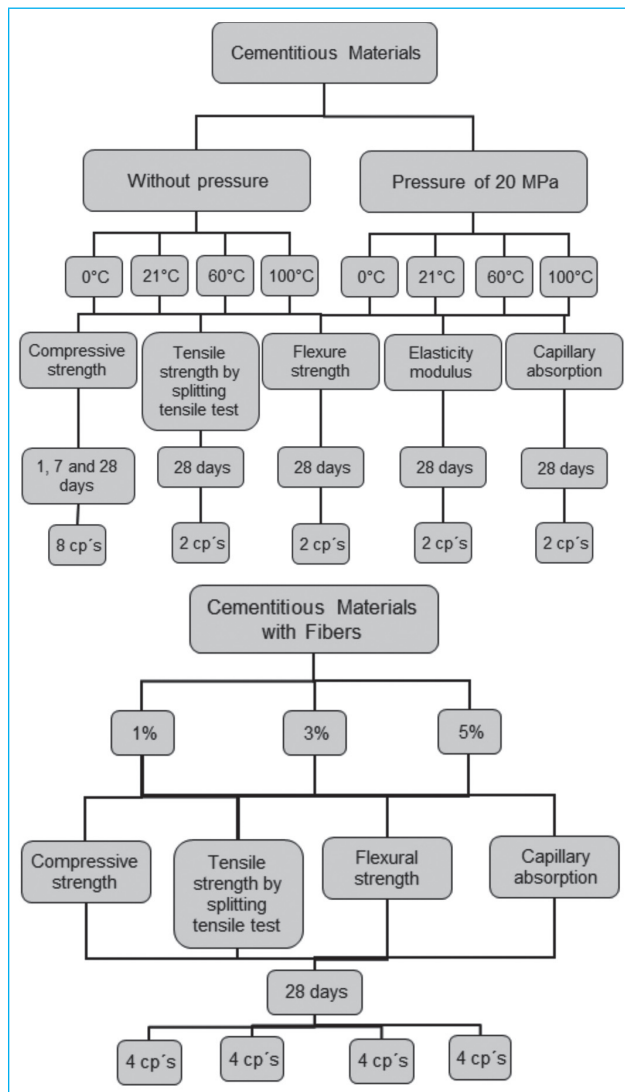 Cementitious Materials
Without pressure
Pressure of 20 MPa
0°C
21°C
60°C
100°C
0°C
21°C
60°C
100°C
Compressive
strength
Tensile
strength by
splitting
tensile test
Flexure
strength
Elasticity
modulus
Capillary
absorption
1, 7 and 28
days
28 days
28 days
28 days
28 days
8 cp´s
2 cp´s
2 cp´s
2 cp´s
2 cp´s
Cementitious Materials
with Fibers
1%
3%
5%
Compressive
strength
Tensile
strength by
splitting
tensile test
Flexural
strength
Capillary
absorption
28 days
4 cp´s
4 cp´s
4 cp´s
4 cp´s